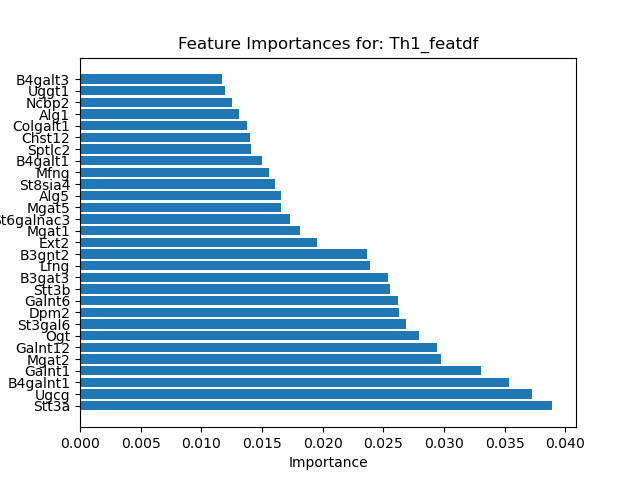 Feature Importances for: Th1_featdf
B4galt3
Uggt1
Ncbp2
Alg1
Colgalt1
Chst12
Sptlc2
B4galt1
Mfng
St8sia4
Alg5
Mgat5
St6galnac3
Mgat1
Ext2
B3gnt2
Lfng
B3gat3
Stt3b
Galnt6
Dpm2
St3gal6
Ogt
Galnt12
Mgat2
Galnt1
B4galnt1
Ugcg
Stt3a
0.000 0.005 0.010 0.015 0.020 0.025 0.030 0.035 0.040
Importance